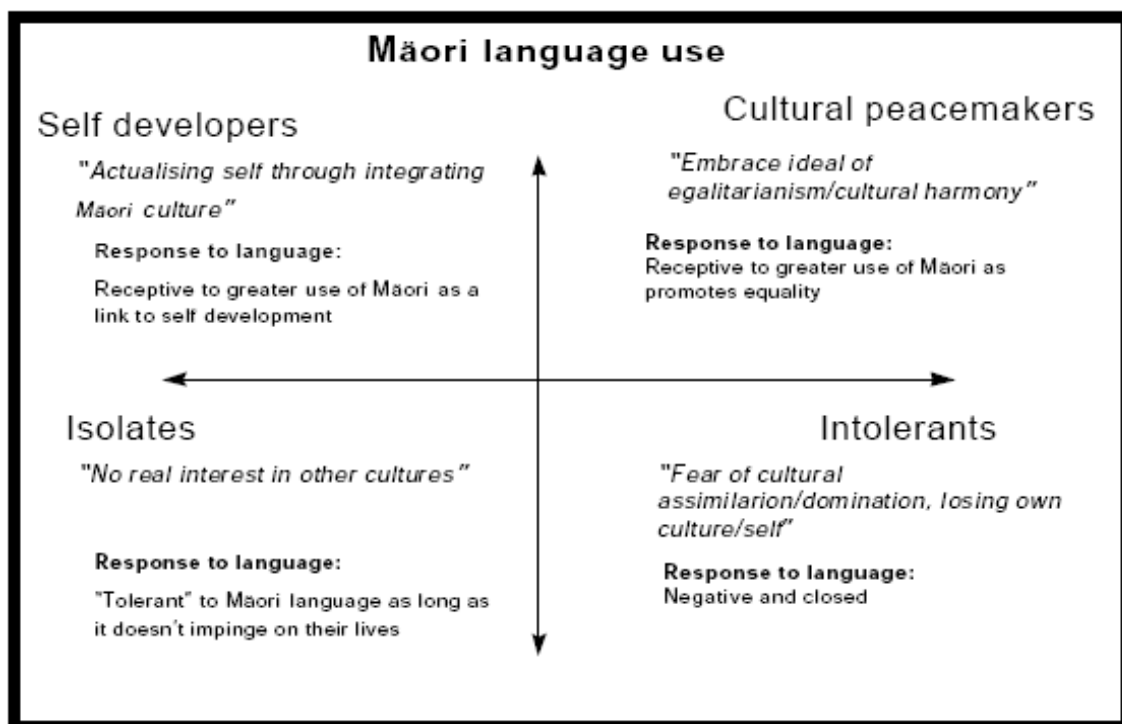 Mäori language use
Self developers
"Actualising self through integrating
Mäori culture"
Response to language:
Receptive to greater use of Mäori as a
link to self development
Cultural peacemakers
"Embrace ideal of
egalitarianism/cultural harmony"
Response to language:
Receptive to greater use of Mäori as
promotes equality
Isolates
"No real interest in other cultures"
Response to language:
"Tolerant" to Mäori language as long as
it doesn't impinge on their lives
Intolerants
"Fear of cultural
assimilarion/domination, losing own
culture/self"
Response to language:
Negative and closed